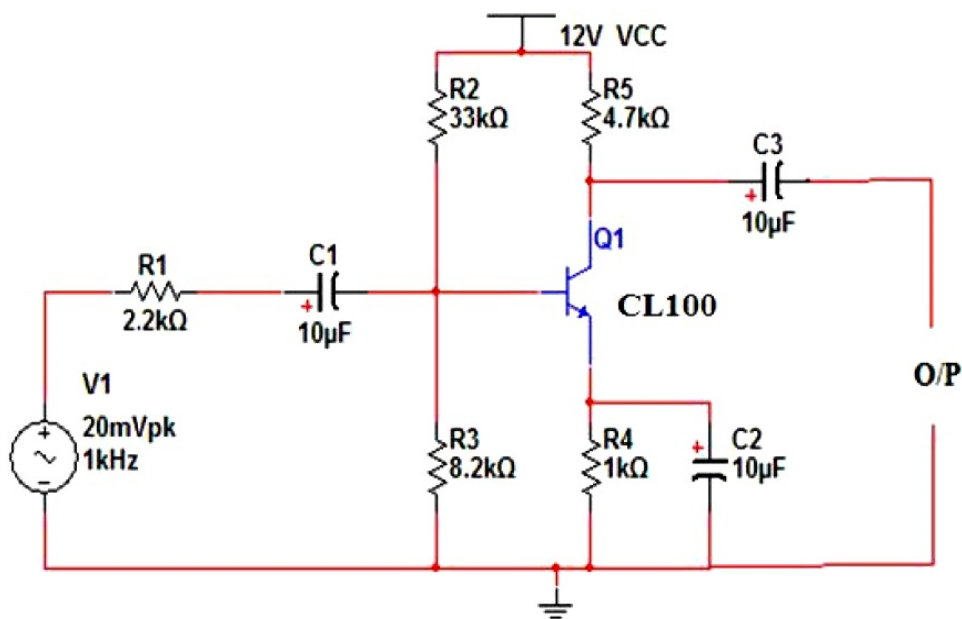 12V VCC
R2
33kΩ
R5
4.7kΩ
C3
+
10µF
Q1
R1
2.2kΩ
C1
+
10µF
CL100
O/P
V1
20mVpk
1kHz
+
R3
8.2kΩ
R4
1kΩ
C2
+
10µF